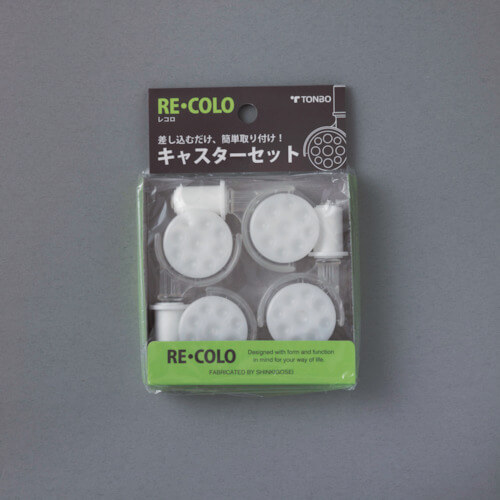 RE•COLO
レコロ
TONBO
差し込むだけ、簡単取り付け！
キャスターセット
RE•COLO
Designed with form and function
in mind for your way of life.
FABRICATED BY SHINKIGOSEI